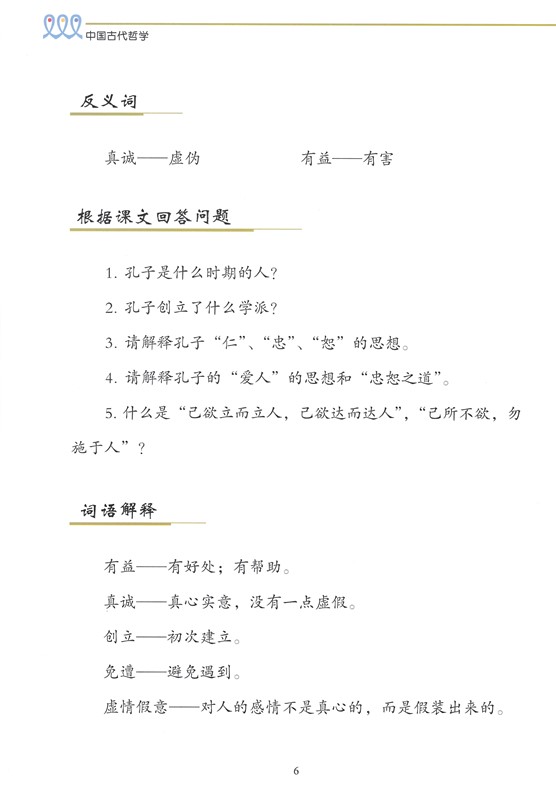 中国古代哲学
反义词
真诚——虚伪 有益——有害
根据课文回答问题
1. 孔子是什么时期的人？
2. 孔子创立了什么学派？
3. 请解释孔子“仁”、“忠”、“恕”的思想。
4. 请解释孔子的“爱人”的思想和“忠恕之道”。
5. 什么是“己欲立而立人，己欲达而达人”，“己所不欲，勿
施于人”？
词语解释
有益——有好处；有帮助。
真诚——真心实意，没有一点虚假。
创立——初次建立。
免遭——避免遇到。
虚情假意——对人的感情不是真心的，而是假装出来的。
6